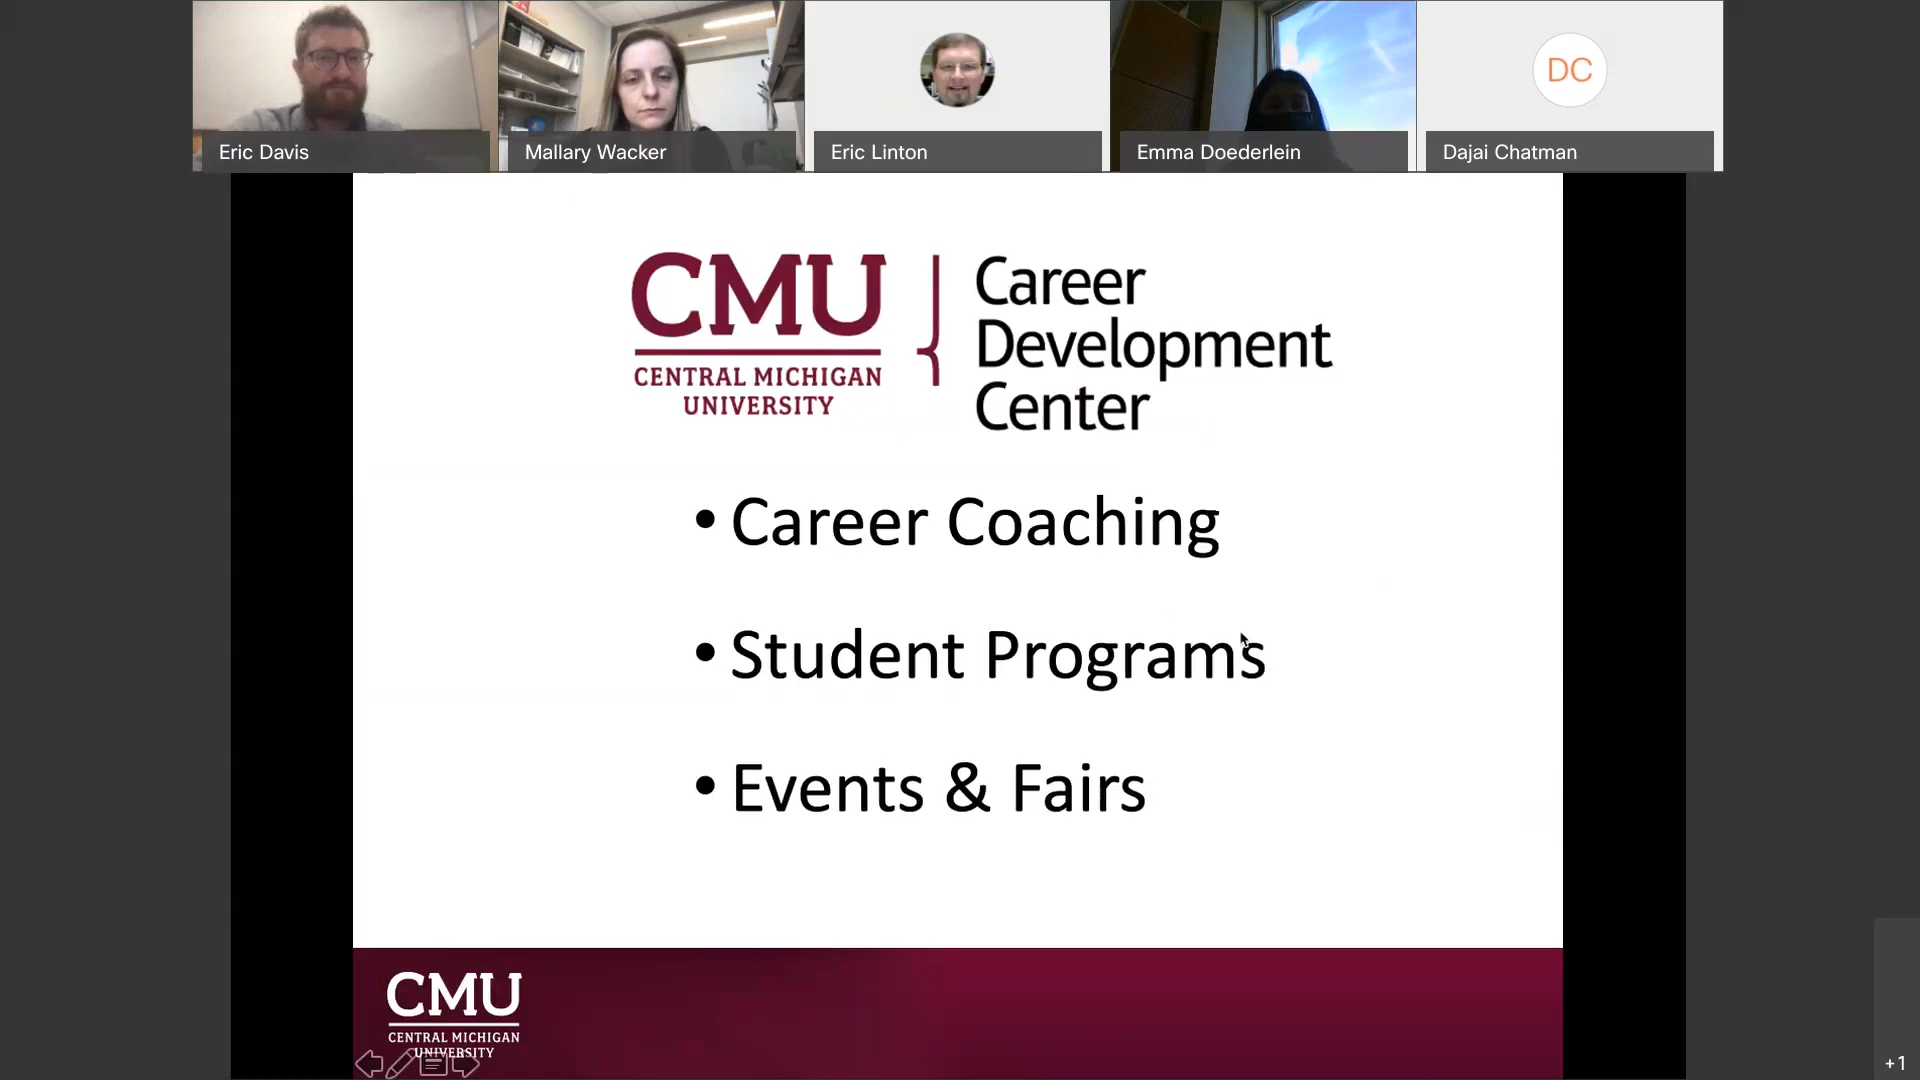 Eric Davis
Mallary Wacker
Eric Linton
Emma Doederlein
DC
Dajai Chatman
CMU
CENTRAL MICHIGAN
UNIVERSITY
Career
Development
Center
• Career Coaching
• Student Programs
• Events & Fairs
CMU
CENTRAL MICHIGAN
UNIVERSITY
+1